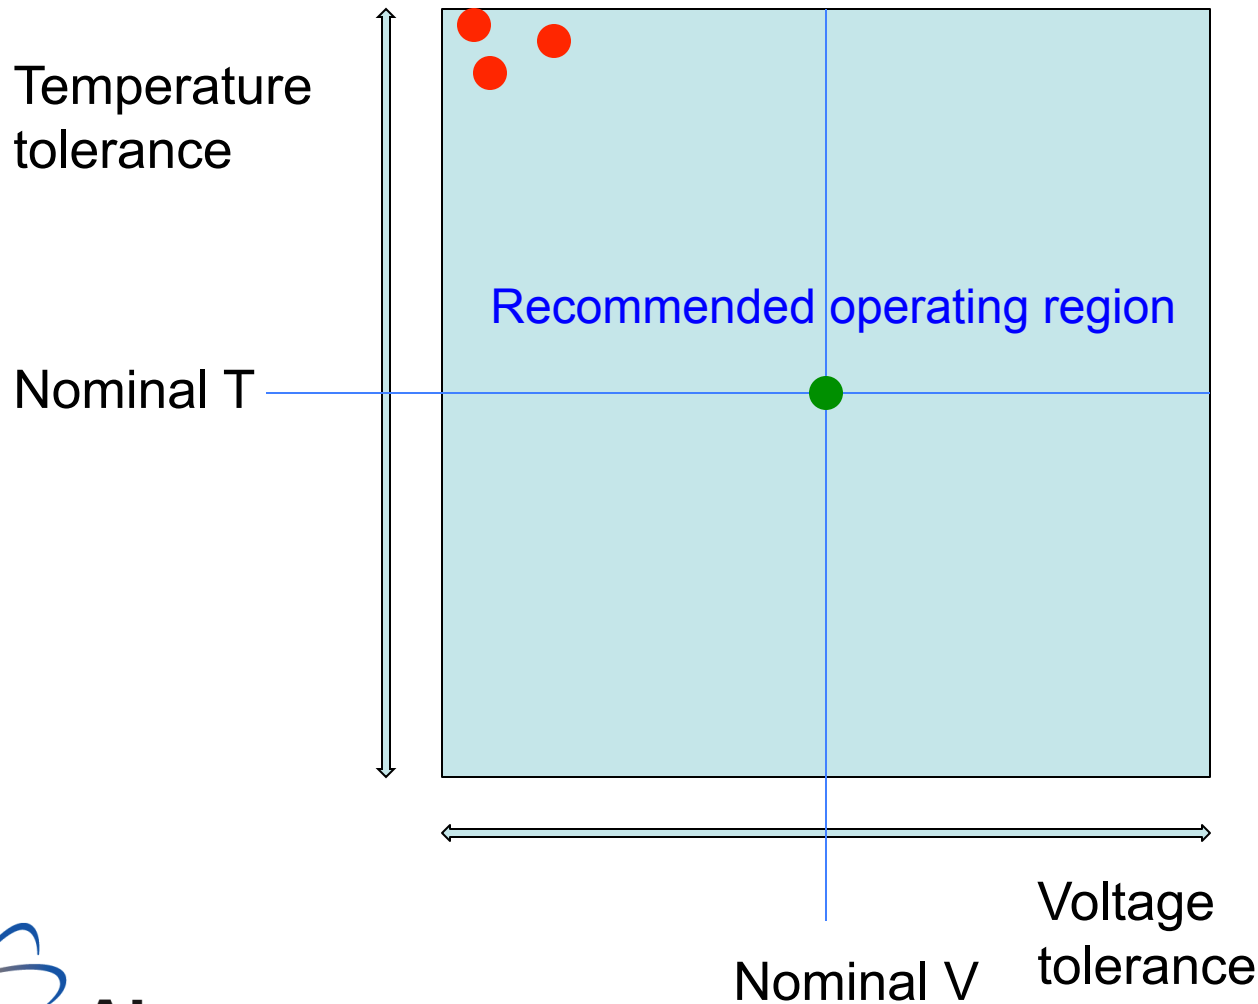 Temperature
tolerance
Recommended operating region
Nominal T
Voltage
tolerance
Nominal V